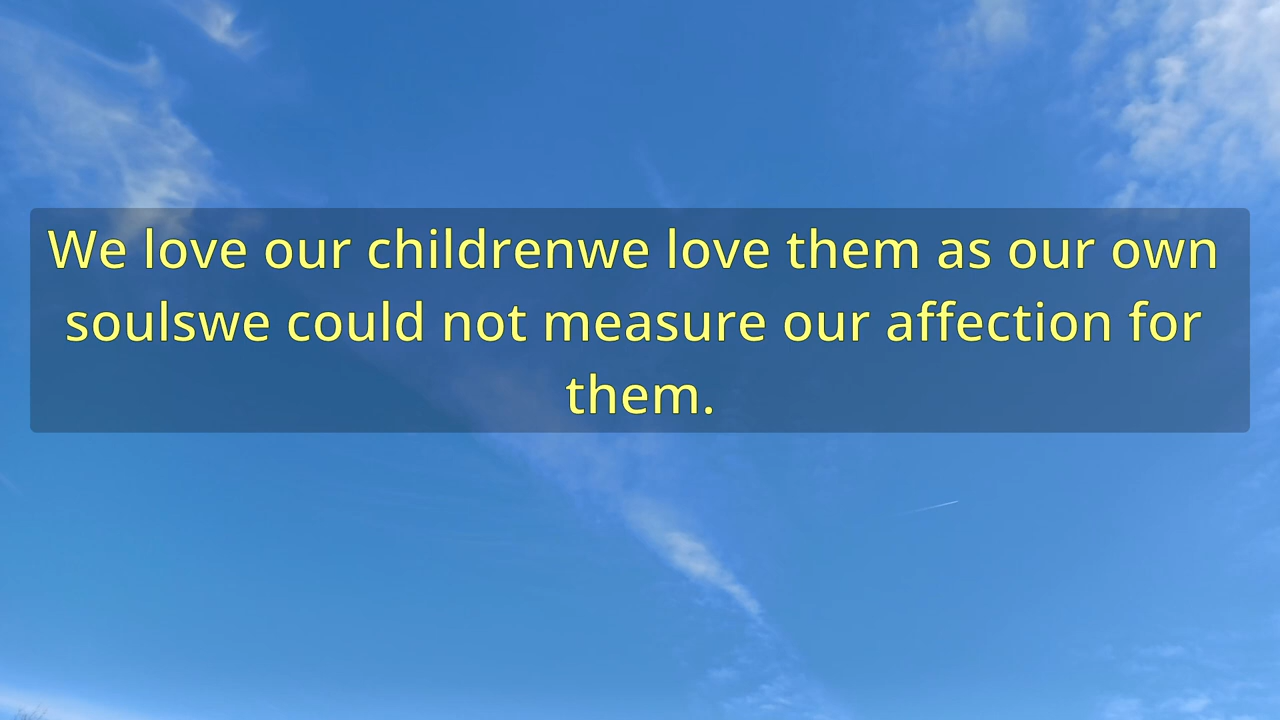 We love our childrenwe love them as our own
soulswe could not measure our affection for
them.